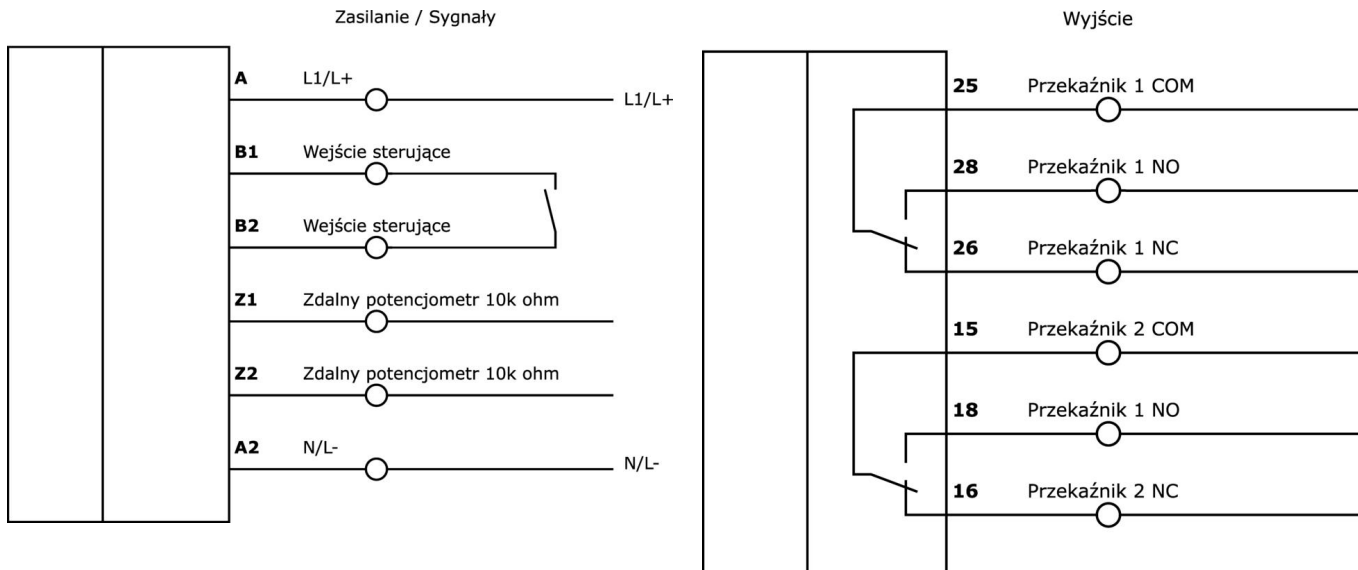 Zasilanie / Sygnały
A L1/L+ L1/L+
B1 Wejście sterujące
B2 Wejście sterujące
Z1 Zdalny potencjometr 10k ohm
Z2 Zdalny potencjometr 10k ohm
A2 N/L- N/L-
Wyjście
25 Przekaźnik 1 COM
28 Przekaźnik 1 NO
26 Przekaźnik 1 NC
15 Przekaźnik 2 COM
18 Przekaźnik 1 NO
16 Przekaźnik 2 NC